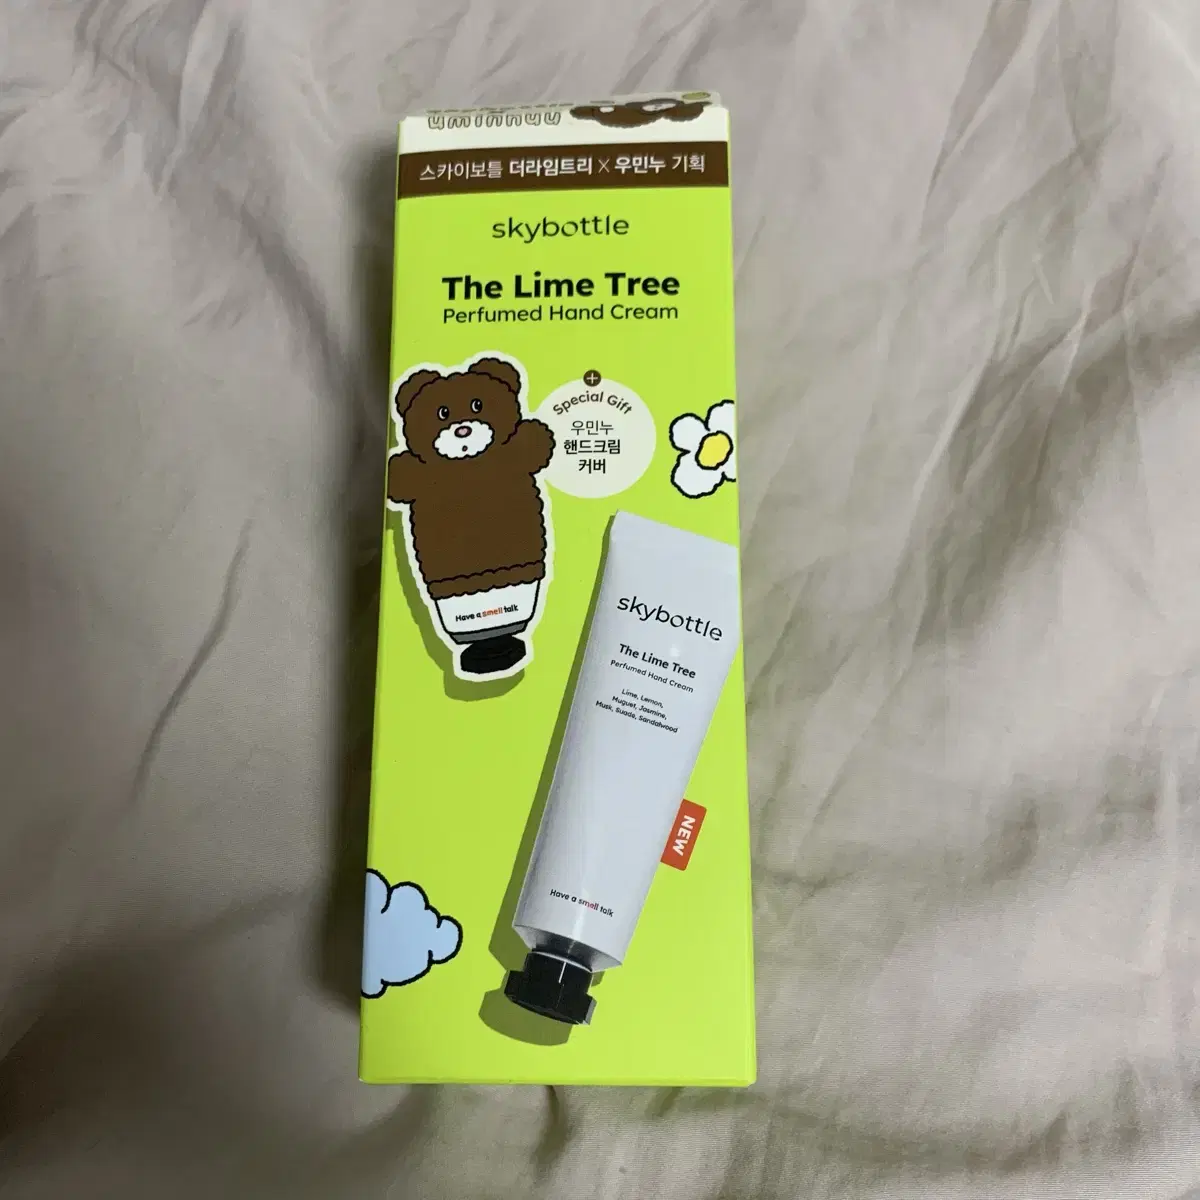 uminnuu
스카이보틀 더라임트리 X 우민누 기획
skybottle
The Lime Tree
Perfumed Hand Cream
+
Special Gift
우민누
핸드크림
커버
Have a smell talk
skybottle
The Lime Tree
Perfumed Hand Cream
Lime, Lemon,
Muguet, Jasmine,
Musk, Suade, Sandalwood
NEW
Have a smell talk